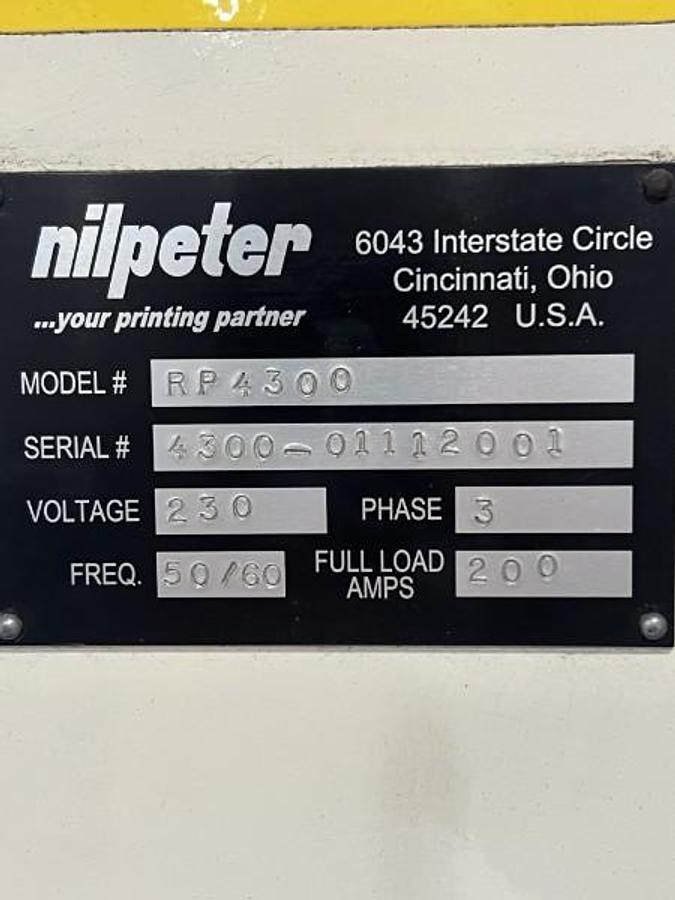 nilpeter
...your printing partner
6043 Interstate Circle
Cincinnati, Ohio
45242 U.S.A.
MODEL # RP4300
SERIAL # 4300-01112001
VOLTAGE 230 PHASE 3
FREQ. 50/60 FULL LOAD AMPS 200